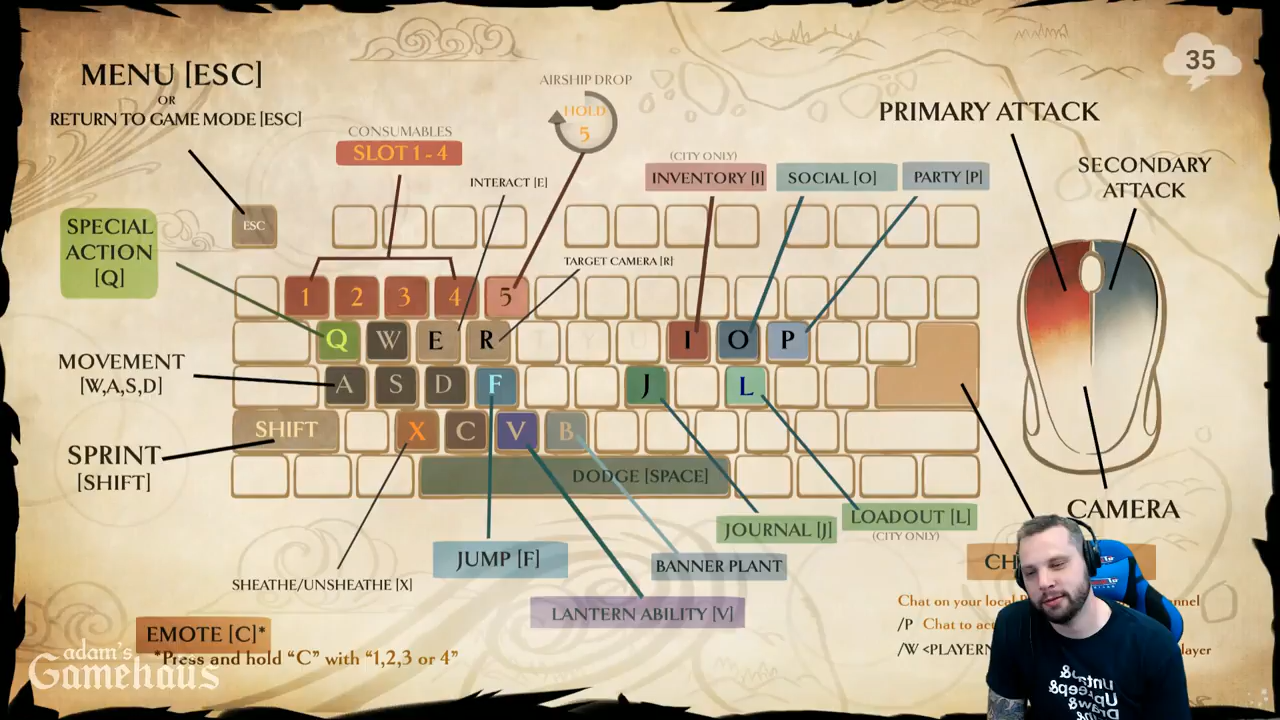 MENU [ESC]
OR
RETURN TO GAME MODE [ESC]
AIRSHIP DROP
HOLD
5
35
CONSUMABLES
SLOT 1 - 4
INTERACT [E]
(CITY ONLY)
INVENTORY [I]
SOCIAL [O]
PARTY [P]
PRIMARY ATTACK
SECONDARY
ATTACK
SPECIAL
ACTION
[Q]
ESC
TARGET CAMERA [R]
1 2 3 4 5
Q W E R T Y U I O P
MOVEMENT
[W,A,S,D]
A S D F J L
SPRINT
[SHIFT]
SHIFT X C V B
DODGE [SPACE]
CAMERA
JOURNAL [J]
LOADOUT [L]
(CITY ONLY)
JUMP [F]
BANNER PLANT
SHEATHE/UNSHEATHE [X]
LANTERN ABILITY [V]
Chat on your local
/P Chat to
/W
EMOTE [C]*
*Press and hold "C" with "1,2,3 or 4"
adam's
Gamehaus